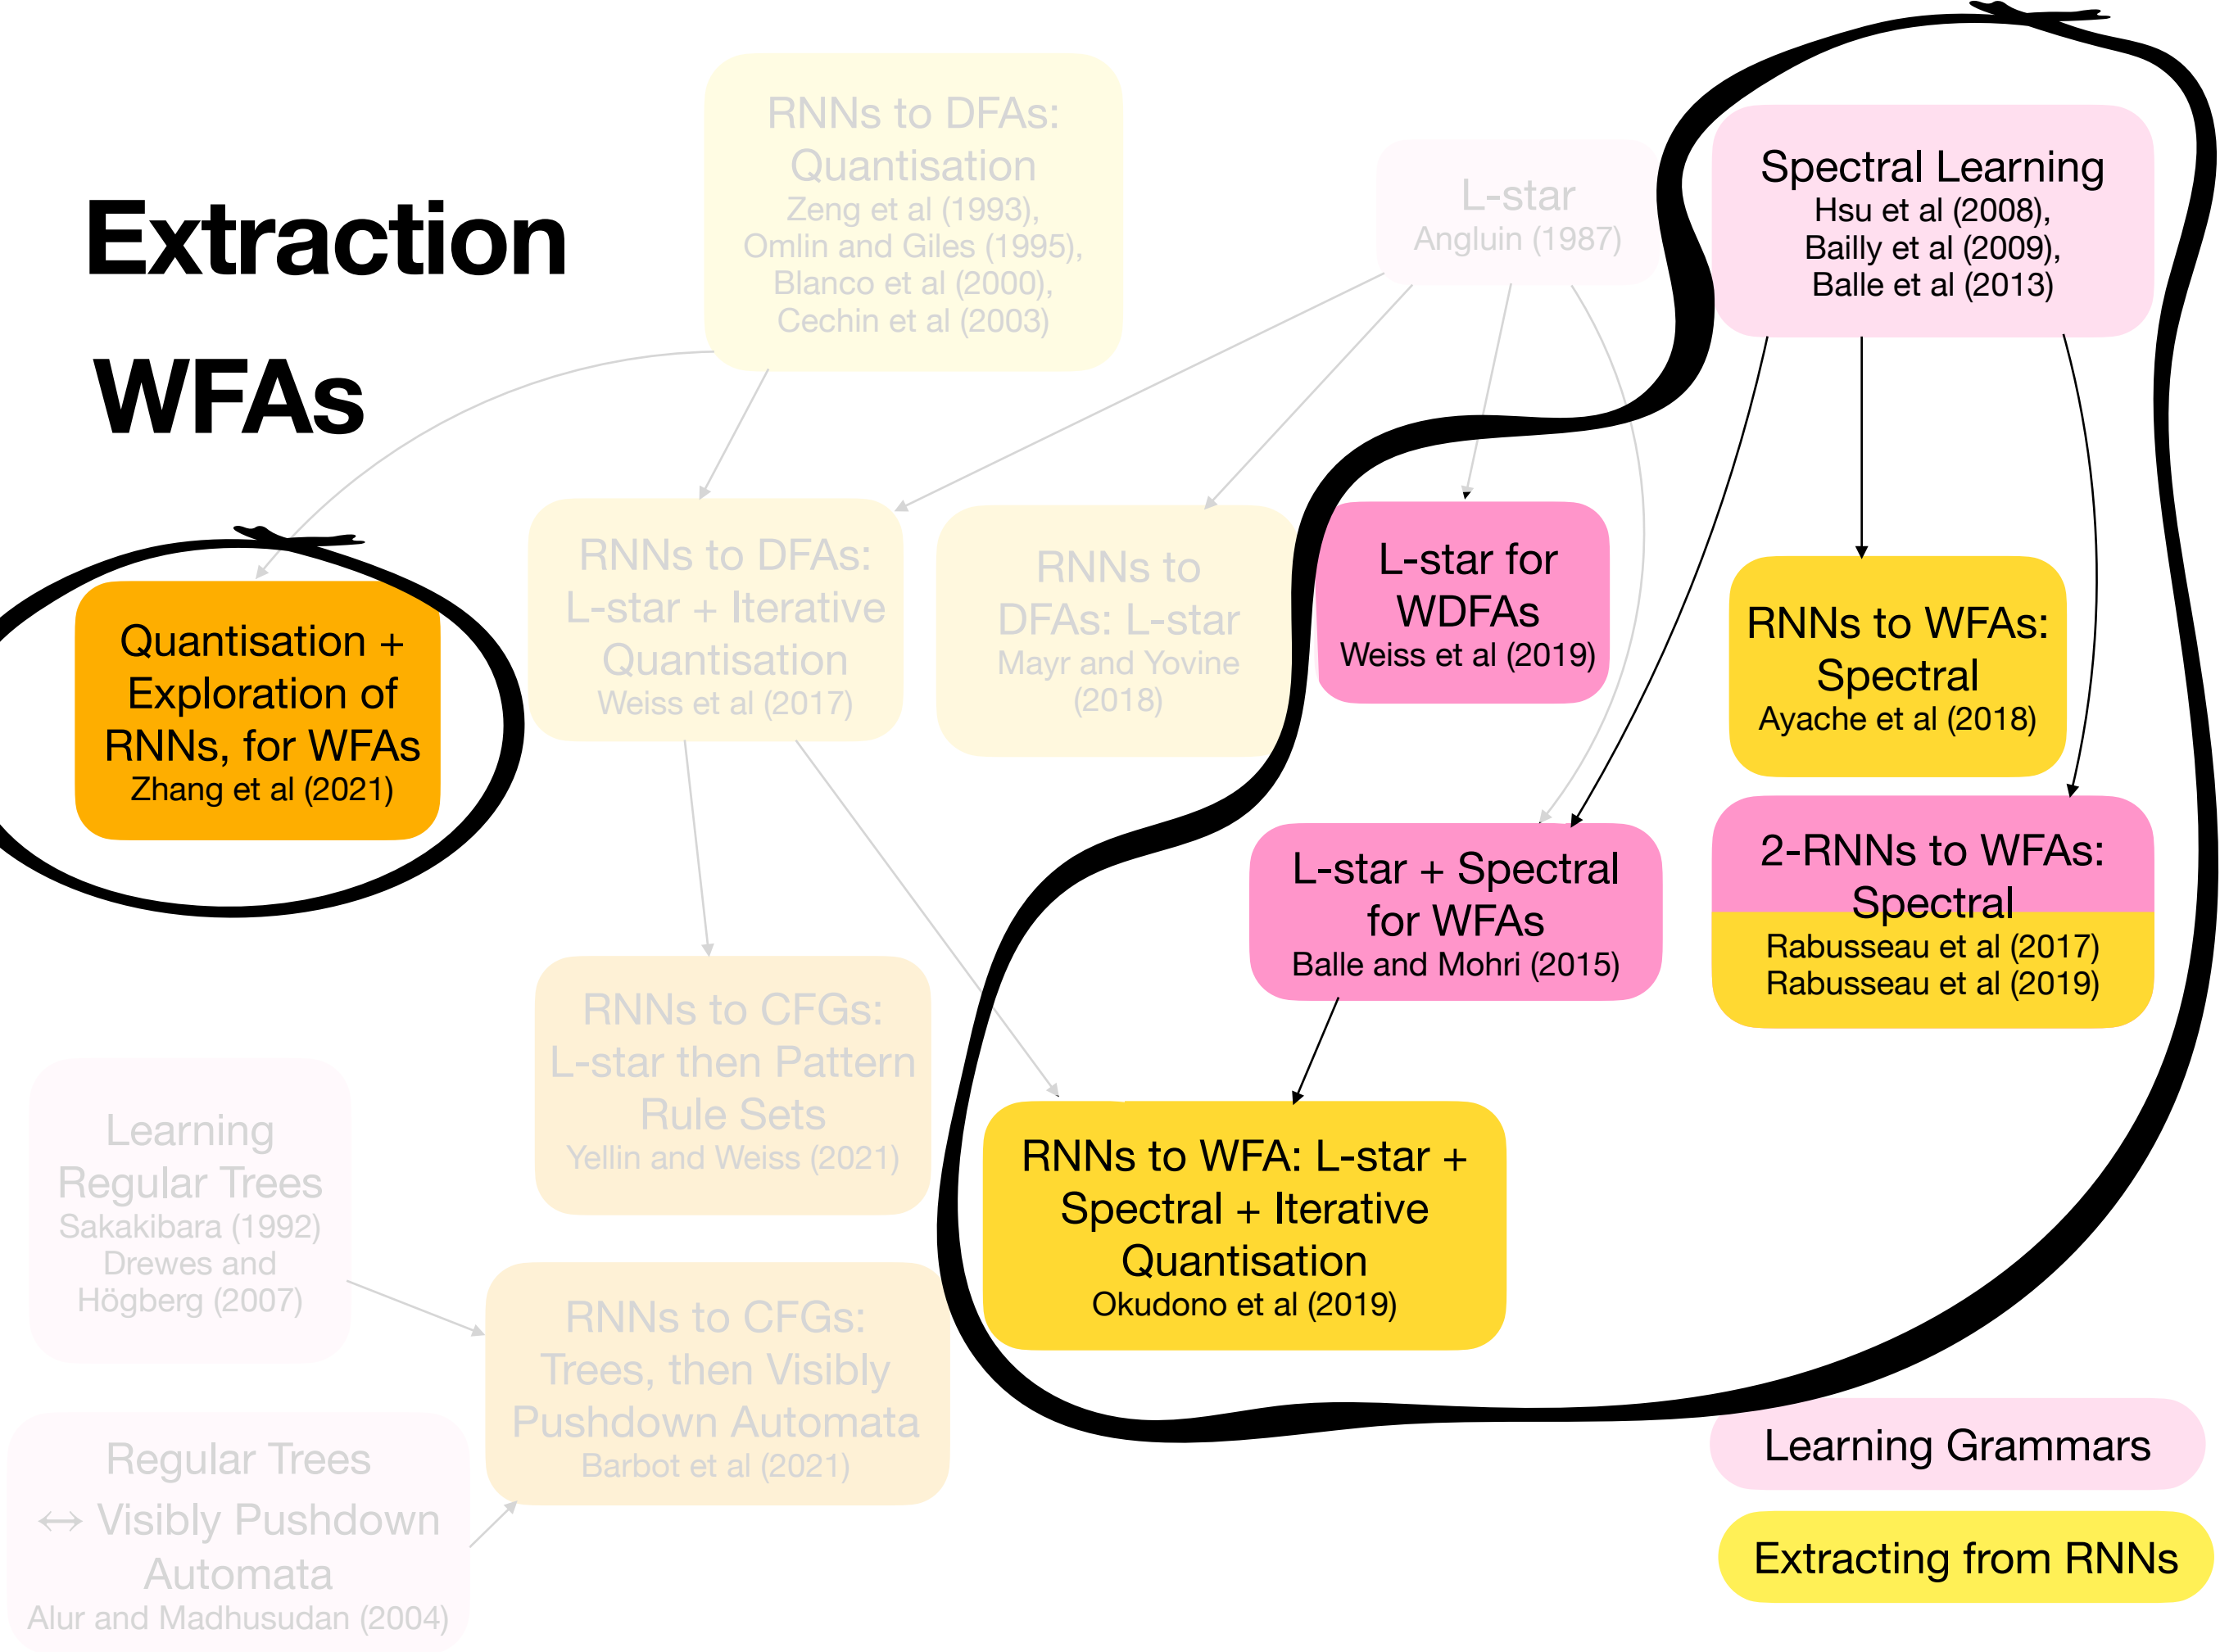 Extraction
WFAs
RNNs to DFAs:
Quantisation
Zeng et al (1993),
Omlin and Giles (1995),
Blanco et al (2000),
Cechin et al (2003)
L-star
Angluin (1987)
Spectral Learning
Hsu et al (2008),
Bailly et al (2009),
Balle et al (2013)
Quantisation +
Exploration of
RNNs, for WFAs
Zhang et al (2021)
RNNs to DFAs:
L-star + Iterative
Quantisation
Weiss et al (2017)
RNNs to
DFAs: L-star
Mayr and Yovine
(2018)
L-star for
WDFAs
Weiss et al (2019)
RNNs to WFAs:
Spectral
Ayache et al (2018)
L-star + Spectral
for WFAs
Balle and Mohri (2015)
2-RNNs to WFAs:
Spectral
Rabusseau et al (2017)
Rabusseau et al (2019)
RNNs to CFGs:
L-star then Pattern
Rule Sets
Yellin and Weiss (2021)
RNNs to WFA: L-star +
Spectral + Iterative
Quantisation
Okudono et al (2019)
Learning
Regular Trees
Sakakibara (1992)
Drewes and
Högberg (2007)
RNNs to CFGs:
Trees, then Visibly
Pushdown Automata
Barbot et al (2021)
Regular Trees
↔ Visibly Pushdown
Automata
Alur and Madhusudan (2004)
Learning Grammars
Extracting from RNNs